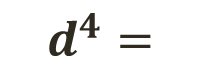 d⁴ =